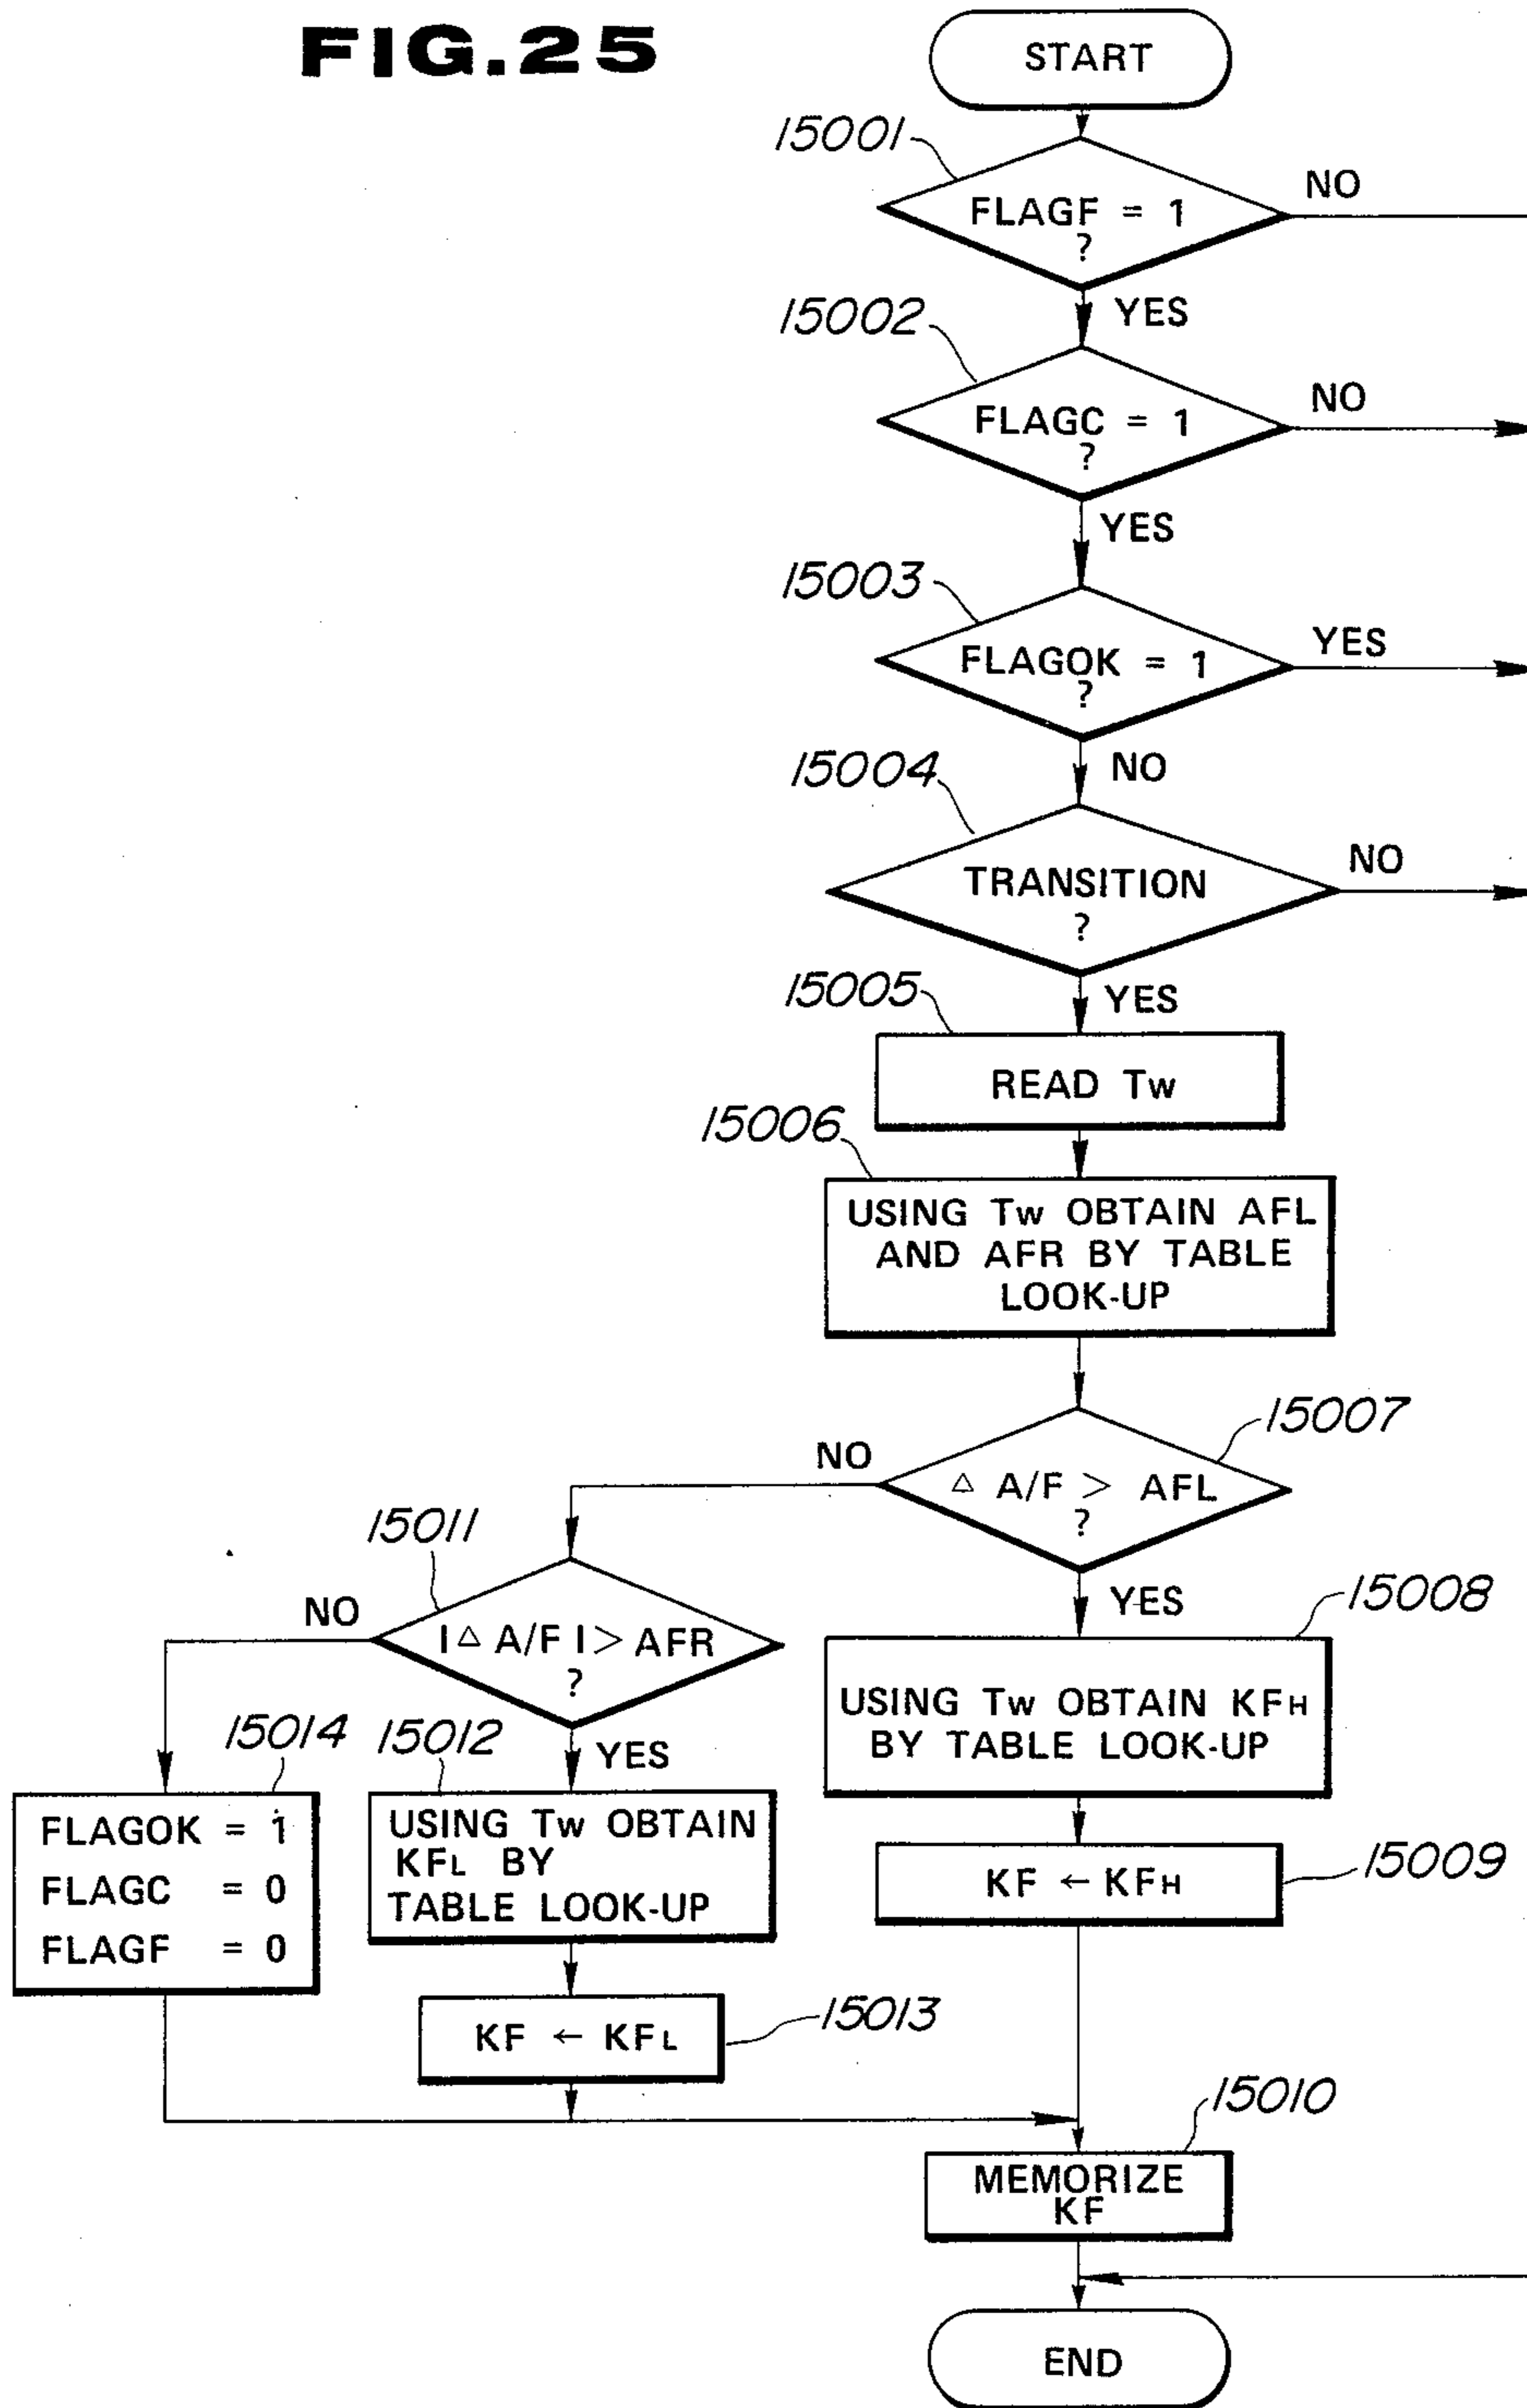 FIG.25
START
15001
FLAGF = 1
?
NO
YES
15002
FLAGC = 1
?
NO
YES
15003
FLAGOK = 1
?
YES
NO
15004
TRANSITION
?
NO
YES
15005
READ Tw
15006
USING Tw OBTAIN AFL
AND AFR BY TABLE
LOOK-UP
15007
△ A/F > AFL
?
NO
YES
15011
I△ A/F I> AFR
?
NO
YES
15008
USING Tw OBTAIN KFH
BY TABLE LOOK-UP
15014
FLAGOK = 1
FLAGC = 0
FLAGF = 0
15012
USING Tw OBTAIN
KFL BY
TABLE LOOK-UP
15009
KF ← KFH
15013
KF ← KFL
15010
MEMORIZE
KF
END